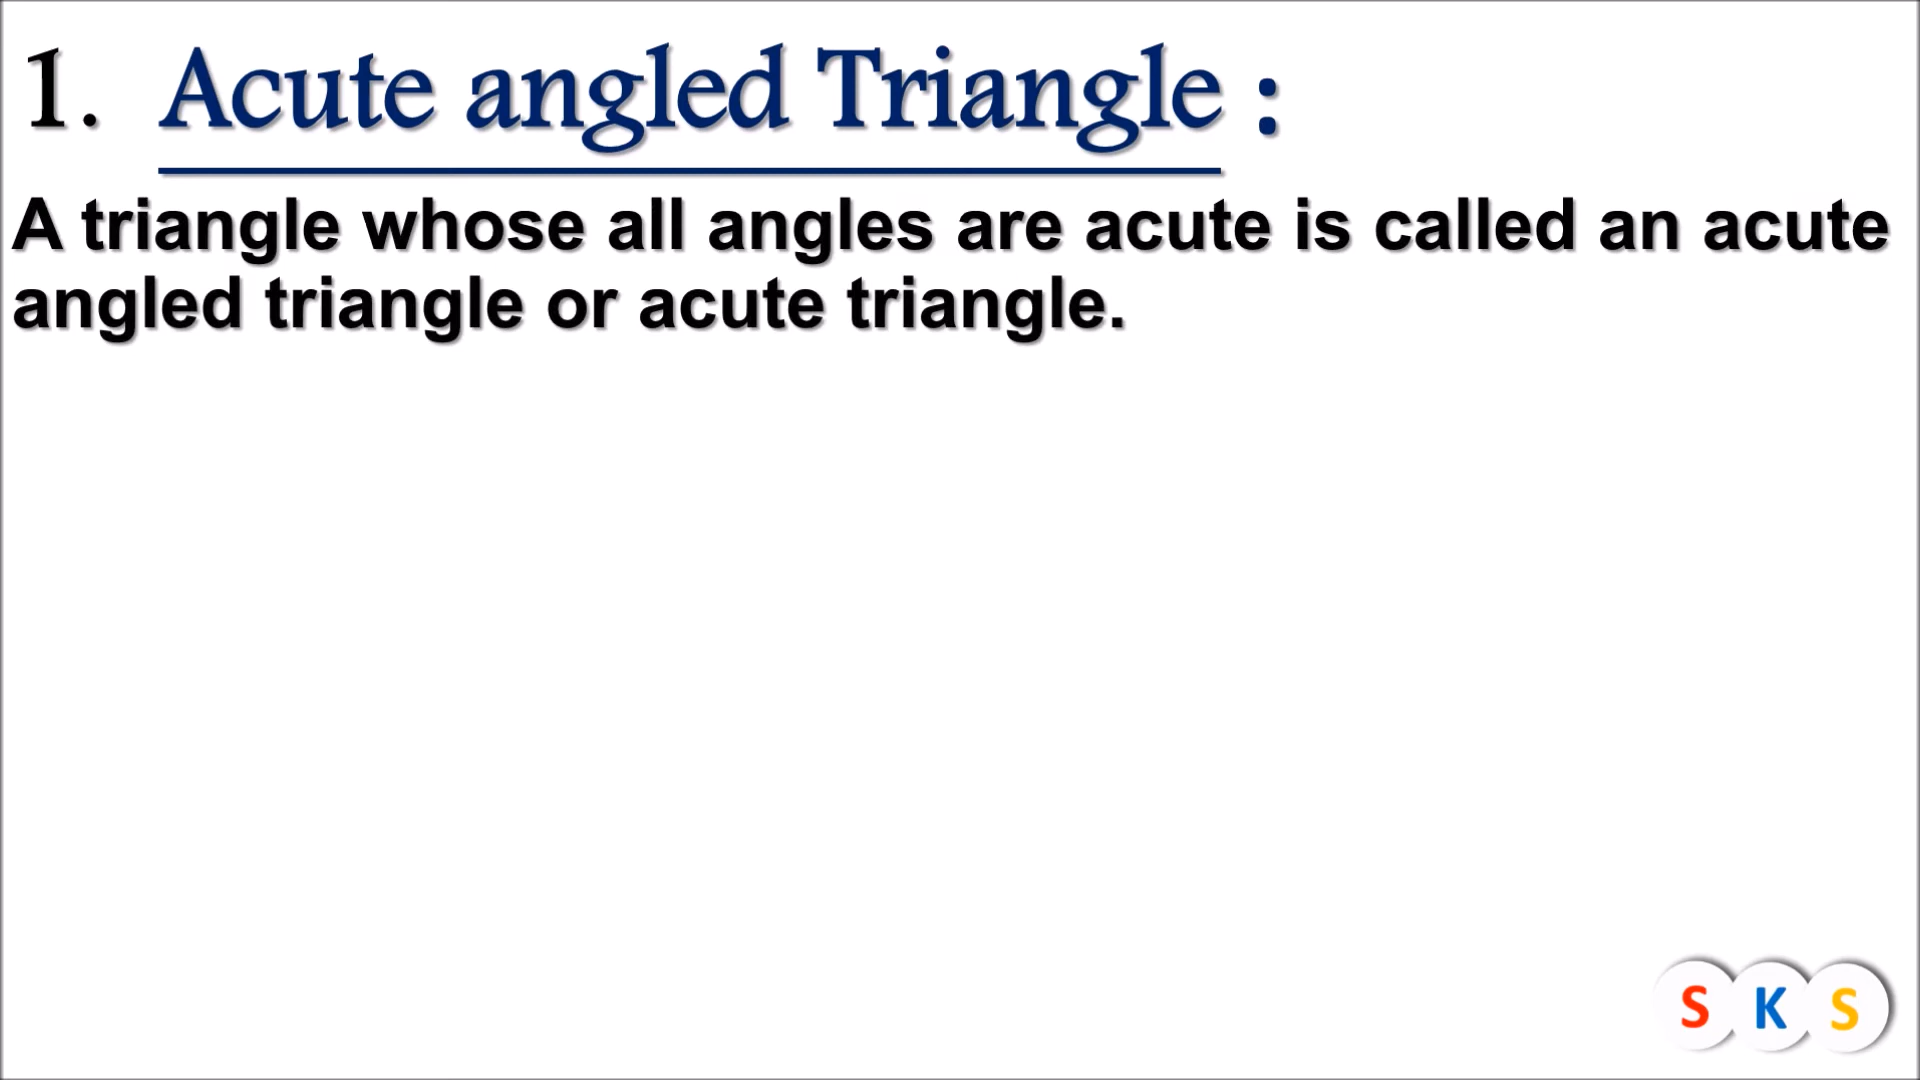 1. Acute angled Triangle :
A triangle whose all angles are acute is called an acute
angled triangle or acute triangle.
S K S